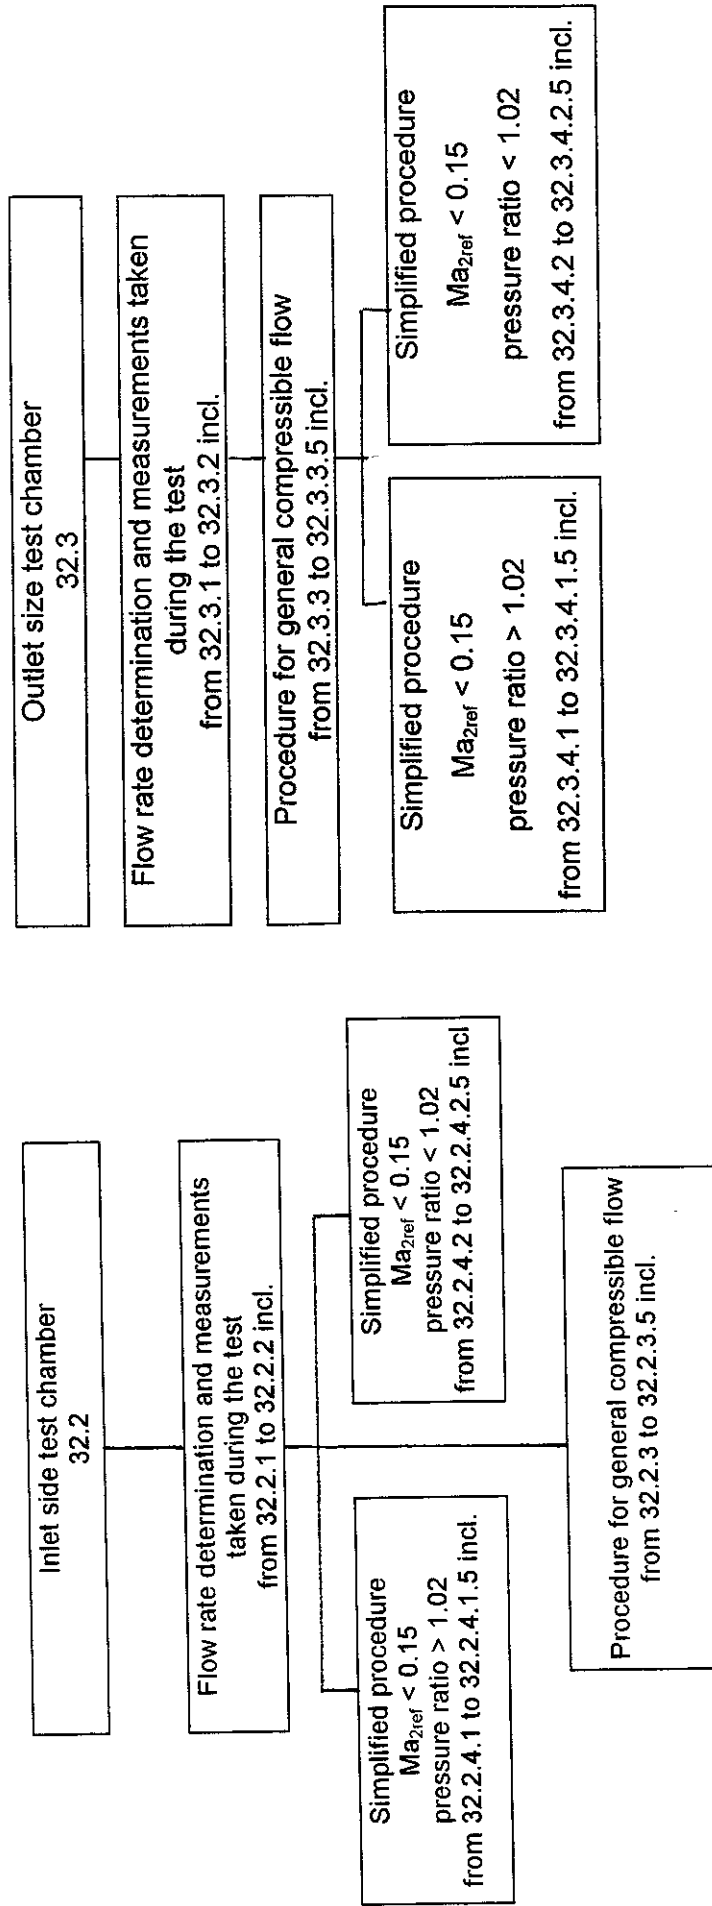 Inlet side test chamber
32.2
Flow rate determination and measurements
taken during the test
from 32.2.1 to 32.2.2 incl.
Simplified procedure
Ma2ref < 0.15
pressure ratio > 1.02
from 32.2.4.1 to 32.2.4.1.5 incl.
Simplified procedure
Ma2ref < 0.15
pressure ratio < 1.02
from 32.2.4.2 to 32.2.4.2.5 incl
Procedure for general compressible flow
from 32.2.3 to 32.2.3.5 incl.
Outlet size test chamber
32.3
Flow rate determination and measurements taken
during the test
from 32.3.1 to 32.3.2 incl.
Procedure for general compressible flow
from 32.3.3 to 32.3.3.5 incl.
Simplified procedure
Ma2ref < 0.15
pressure ratio > 1.02
from 32.3.4.1 to 32.3.4.1.5 incl.
Simplified procedure
Ma2ref < 0.15
pressure ratio < 1.02
from 32.3.4.2 to 32.3.4.2.5 incl.